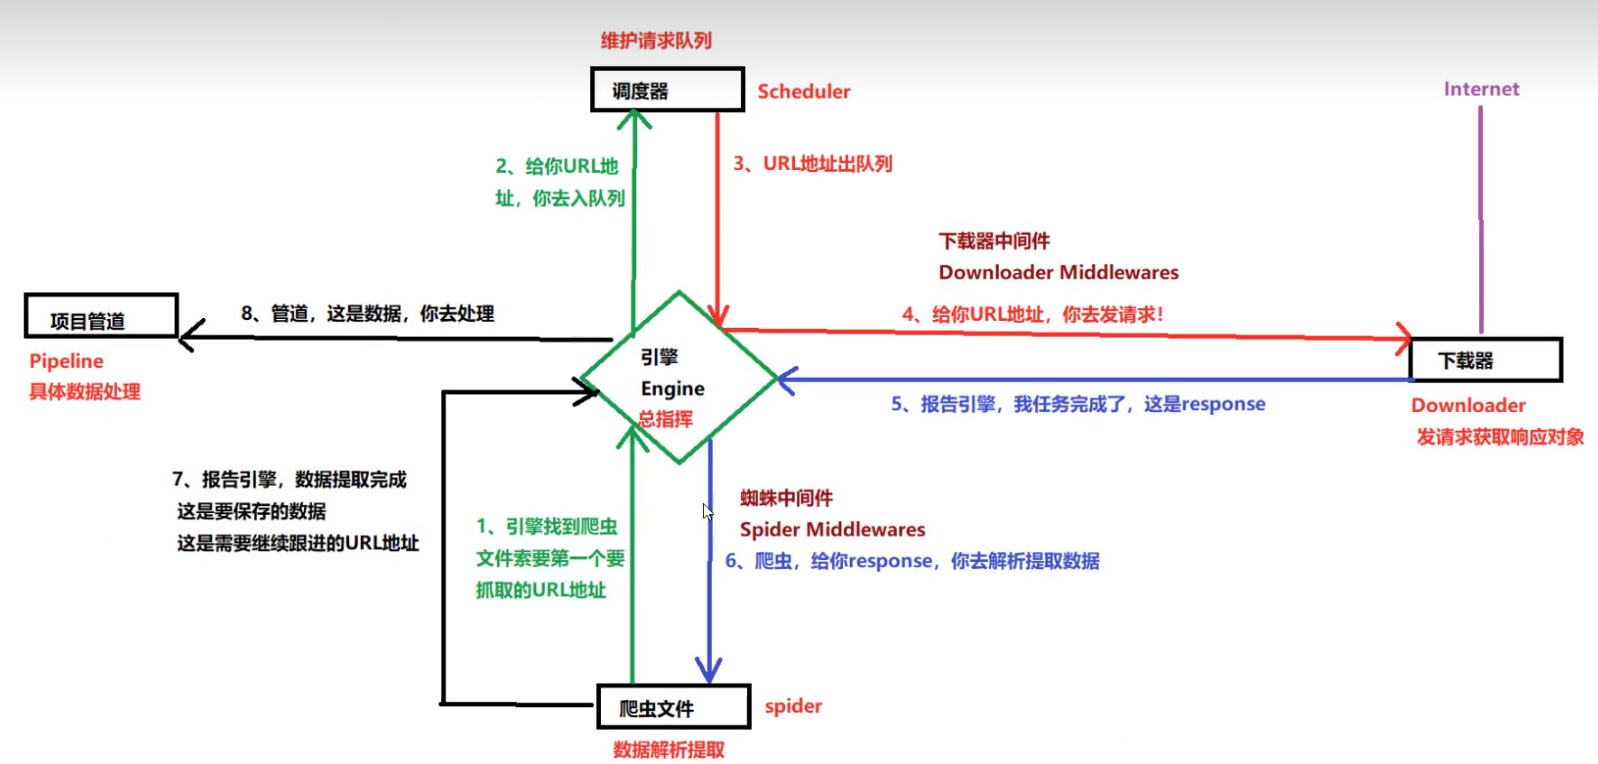 维护请求队列
调度器
Scheduler
Internet
2、给你URL地
址，你去入队列
3、URL地址出队列
下载器中间件
Downloader Middlewares
4、给你URL地址，你去发请求！
项目管道
8、管道，这是数据，你去处理
Pipeline
具体数据处理
引擎
Engine
总指挥
下载器
5、报告引擎，我任务完成了，这是response
Downloader
发请求获取响应对象
7、报告引擎，数据提取完成
这是要保存的数据
这是需要继续跟进的URL地址
1、引擎找到爬虫
文件索要第一个要
抓取的URL地址
蜘蛛中间件
Spider Middlewares
6、爬虫，给你response，你去解析提取数据
爬虫文件
spider
数据解析提取